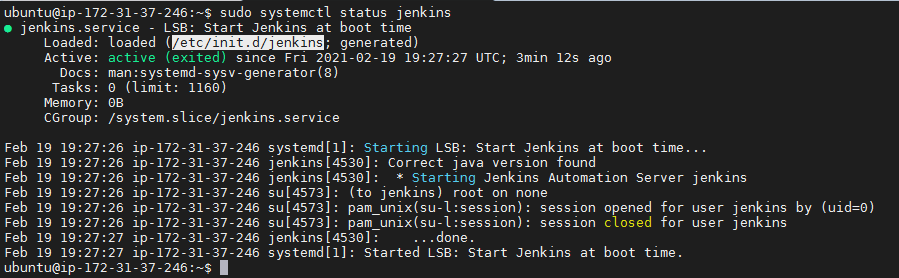 ubuntu@ip-172-31-37-246:~$ sudo systemctl status jenkins
● jenkins.service - LSB: Start Jenkins at boot time
     Loaded: loaded (/etc/init.d/jenkins; generated)
     Active: active (exited) since Fri 2021-02-19 19:27:27 UTC; 3min 12s ago
       Docs: man:systemd-sysv-generator(8)
      Tasks: 0 (limit: 1160)
     Memory: 0B
     CGroup: /system.slice/jenkins.service

Feb 19 19:27:26 ip-172-31-37-246 systemd[1]: Starting LSB: Start Jenkins at boot time...
Feb 19 19:27:26 ip-172-31-37-246 jenkins[4530]: Correct java version found
Feb 19 19:27:26 ip-172-31-37-246 jenkins[4530]:  * Starting Jenkins Automation Server jenkins
Feb 19 19:27:26 ip-172-31-37-246 su[4573]: (to jenkins) root on none
Feb 19 19:27:26 ip-172-31-37-246 su[4573]: pam_unix(su-l:session): session opened for user jenkins by (uid=0)
Feb 19 19:27:26 ip-172-31-37-246 su[4573]: pam_unix(su-l:session): session closed for user jenkins
Feb 19 19:27:27 ip-172-31-37-246 jenkins[4530]:    ...done.
Feb 19 19:27:27 ip-172-31-37-246 systemd[1]: Started LSB: Start Jenkins at boot time.
ubuntu@ip-172-31-37-246:~$